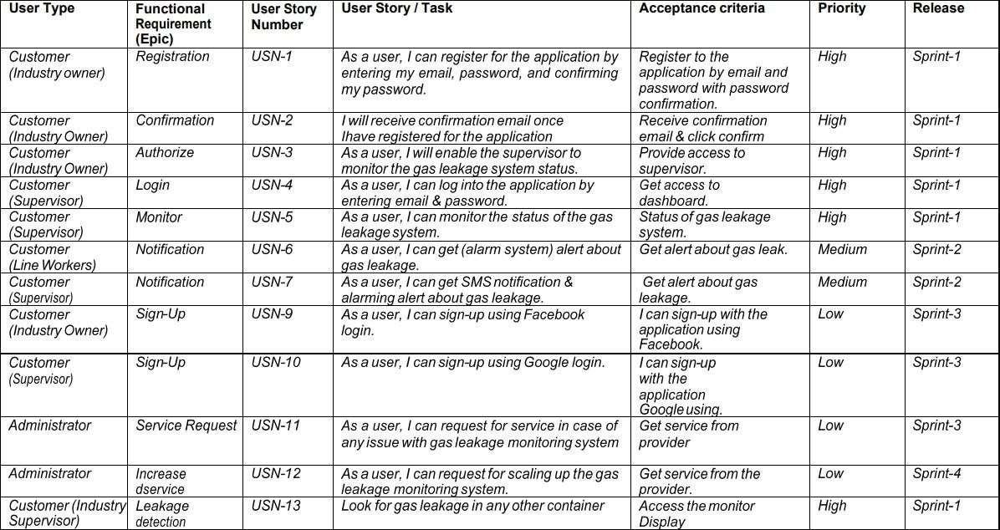 User Type
Functional
Requirement
(Epic)
User Story
Number
User Story / Task
Acceptance criteria
Priority
Release
Customer
(Industry owner)
Registration
USN-1
As a user, I can register for the application by
entering my email, password, and confirming
my password.
Register to the
application by email and
password with password
confirmation.
High
Sprint-1
Customer
(Industry Owner)
Confirmation
USN-2
I will receive confirmation email once
Ihave registered for the application
Receive confirmation
email & click confirm
High
Sprint-1
Customer
(Industry Owner)
Authorize
USN-3
As a user, I will enable the supervisor to
monitor the gas leakage system status.
Provide access to
supervisor.
High
Sprint-1
Customer
(Supervisor)
Login
USN-4
As a user, I can log into the application by
entering email & password.
Get access to
dashboard.
High
Sprint-1
Customer
(Supervisor)
Monitor
USN-5
As a user, I can monitor the status of the gas
leakage system.
Status of gas leakage
system.
High
Sprint-1
Customer
(Line Workers)
Notification
USN-6
As a user, I can get (alarm system) alert about
gas leakage.
Get alert about gas leak.
Medium
Sprint-2
Customer
(Supervisor)
Notification
USN-7
As a user, I can get SMS notification &
alarming alert about gas leakage.
Get alert about gas
leakage.
Medium
Sprint-2
Customer
(Industry Owner)
Sign-Up
USN-9
As a user, I can sign-up using Facebook
login.
I can sign-up with the
application using
Facebook.
Low
Sprint-3
Customer
(Supervisor)
Sign-Up
USN-10
As a user, I can sign-up using Google login.
I can sign-up
with the
application
Google using.
Low
Sprint-3
Administrator
Service Request
USN-11
As a user, I can request for service in case of
any issue with gas leakage monitoring system
Get service from
provider
Low
Sprint-3
Administrator
Increase
dservice
USN-12
As a user, I can request for scaling up the gas
leakage monitoring system.
Get service from the
provider.
Low
Sprint-4
Customer (Industry
Supervisor)
Leakage
detection
USN-13
Look for gas leakage in any other container
Access the monitor
Display
High
Sprint-1